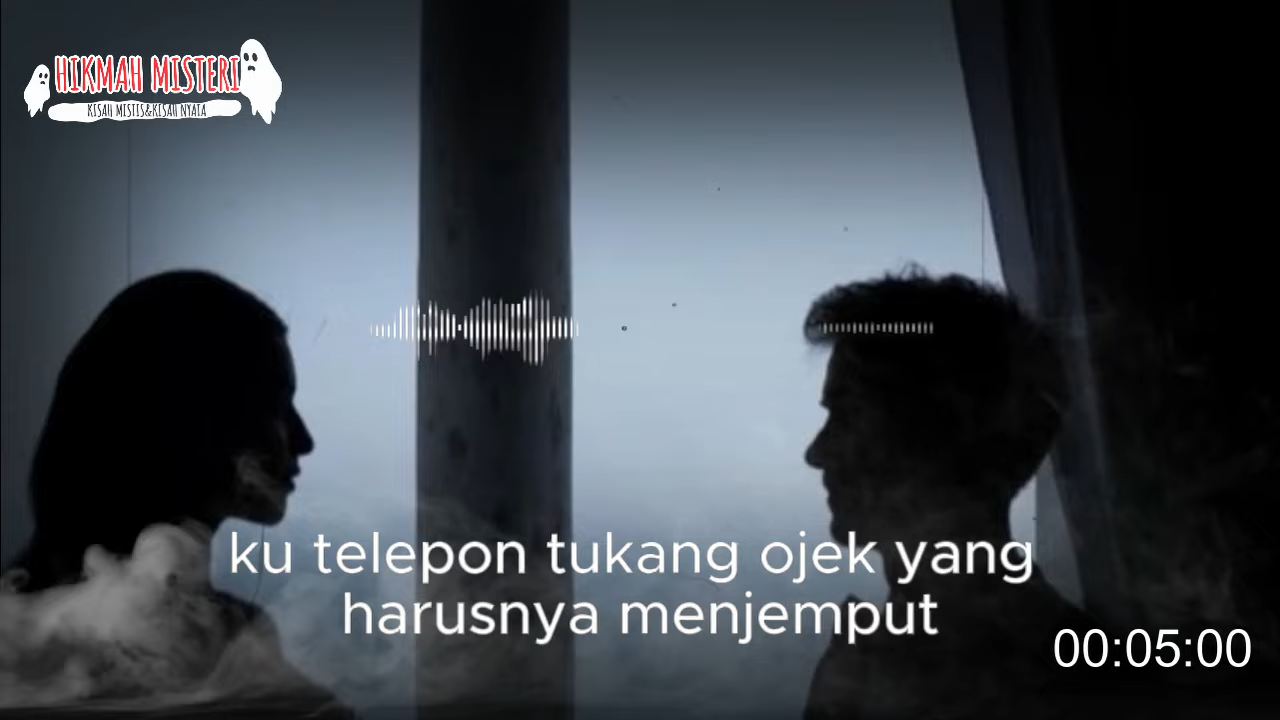 HIKMAH MISTERI
KISAH MISTIS&KISAH NYATA
ku telepon tukang ojek yang
harusnya menjemput
00:05:00